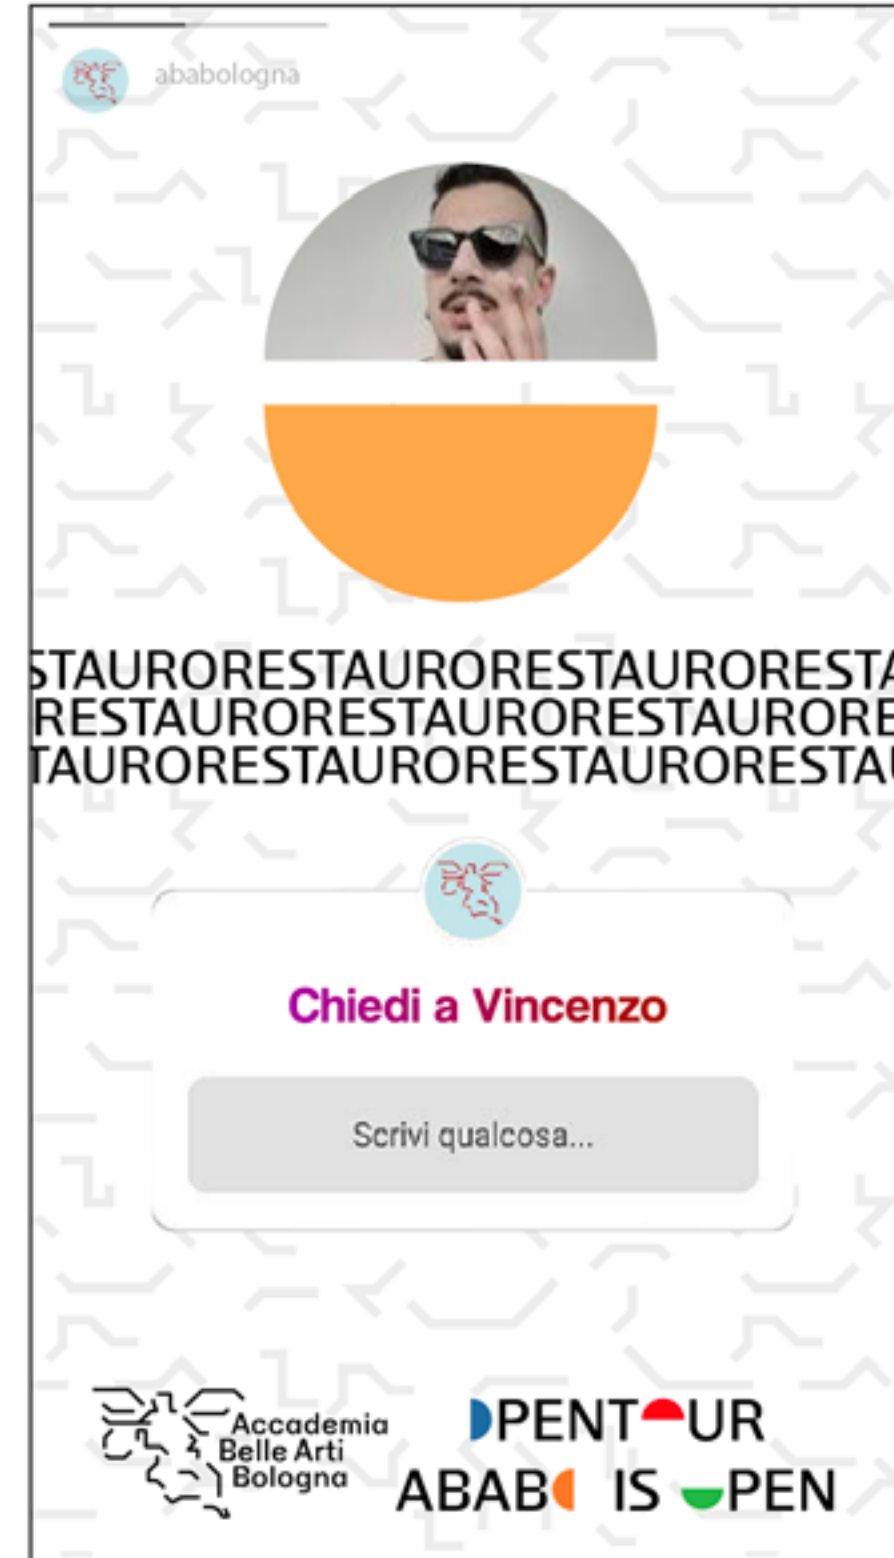 ababologna
STAURORESTAURORESTAURORESTA
RESTAURORESTAURORESTAURORE
TAURORESTAURORESTAURORESTAU
Chiedi a Vincenzo
Scrivi qualcosa...
Accademia
Belle Arti
Bologna
OPENTOUR
ABABO IS OPEN